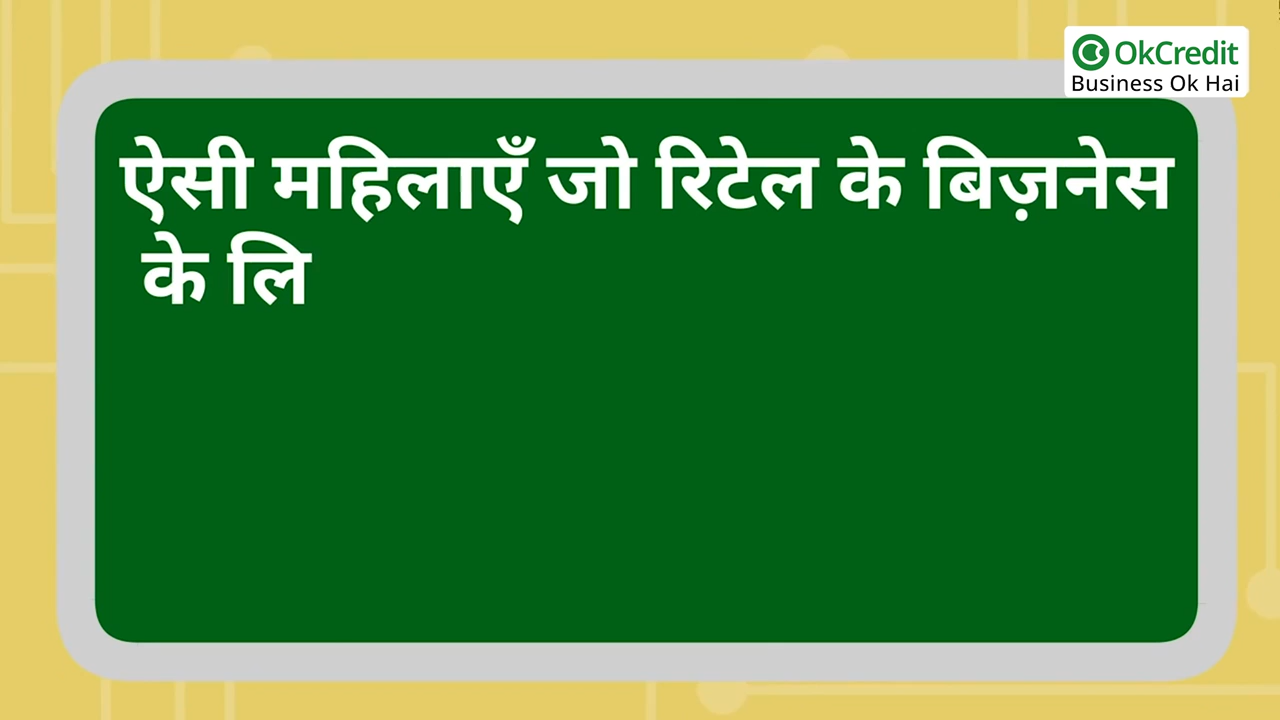 OkCredit
Business Ok Hai
ऐसी महिलाएँ जो रिटेल के बिज़नेस
के लि